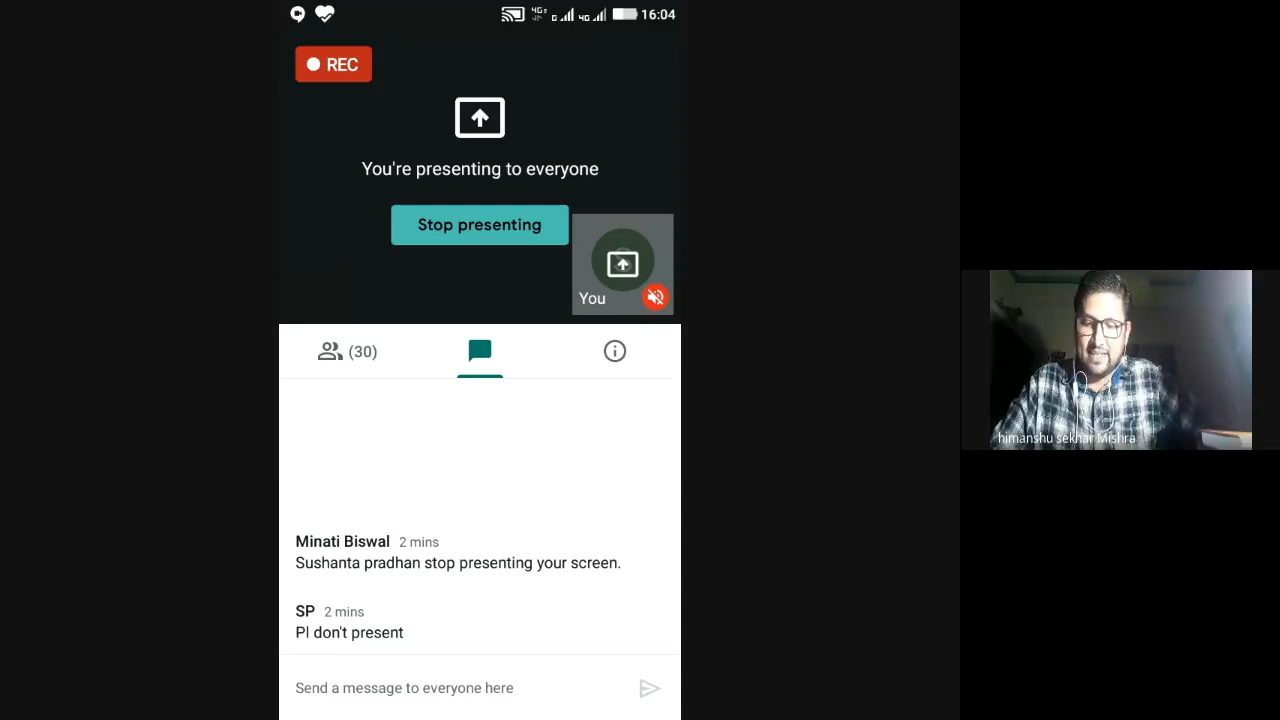 16:04
REC
You're presenting to everyone
Stop presenting
You
(30)
Minati Biswal 2 mins
Sushanta pradhan stop presenting your screen.
SP 2 mins
Pl don't present
Send a message to everyone here
himanshu sekhar Mishra